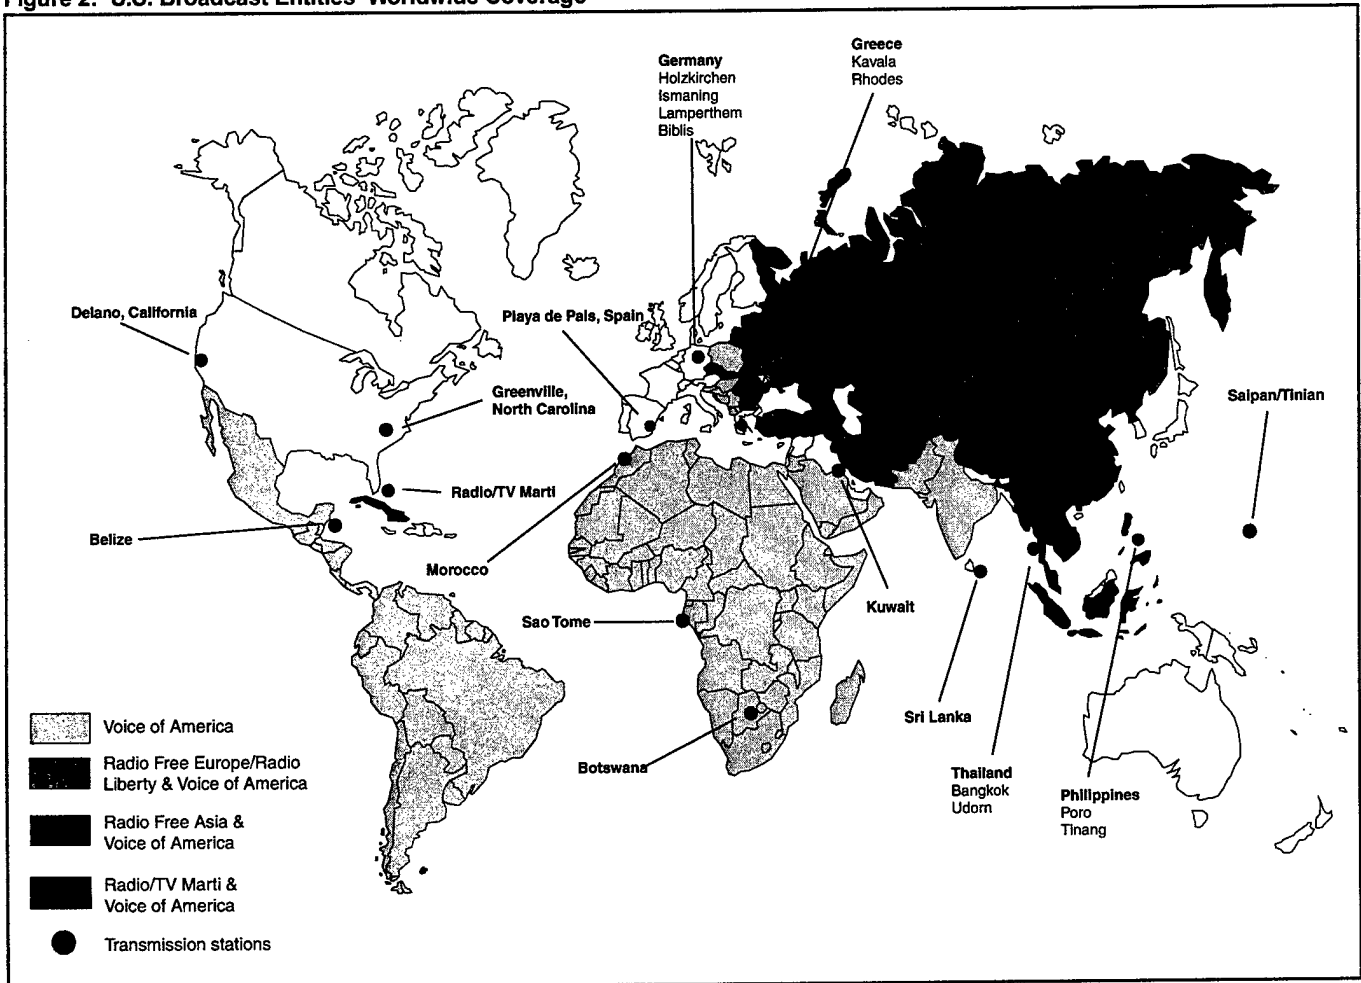 Figure 2: U.S. Broadcast Entities' Worldwide Coverage
Greece
Kavala
Rhodes
Germany
Holzkirchen
Ismaning
Lamperthem
Biblis
Delano, California
Playa de Pals, Spain
Greenville,
North Carolina
Saipan/Tinian
Radio/TV Marti
Belize
Morocco
Kuwait
Sao Tome
Sri Lanka
Botswana
Thailand
Bangkok
Udorn
Philippines
Poro
Tinang
Voice of America
Radio Free Europe/Radio
Liberty & Voice of America
Radio Free Asia &
Voice of America
Radio/TV Marti &
Voice of America
Transmission stations